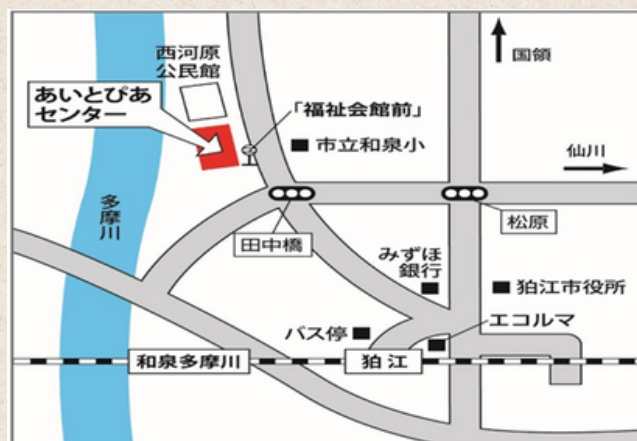 西河原
公民館
国領
あいとぴあ
センター
「福祉会館前」
市立和泉小
仙川
多摩川
田中橋
松原
みずほ
銀行
狛江市役所
バス停
エコルマ
和泉多摩川
狛江